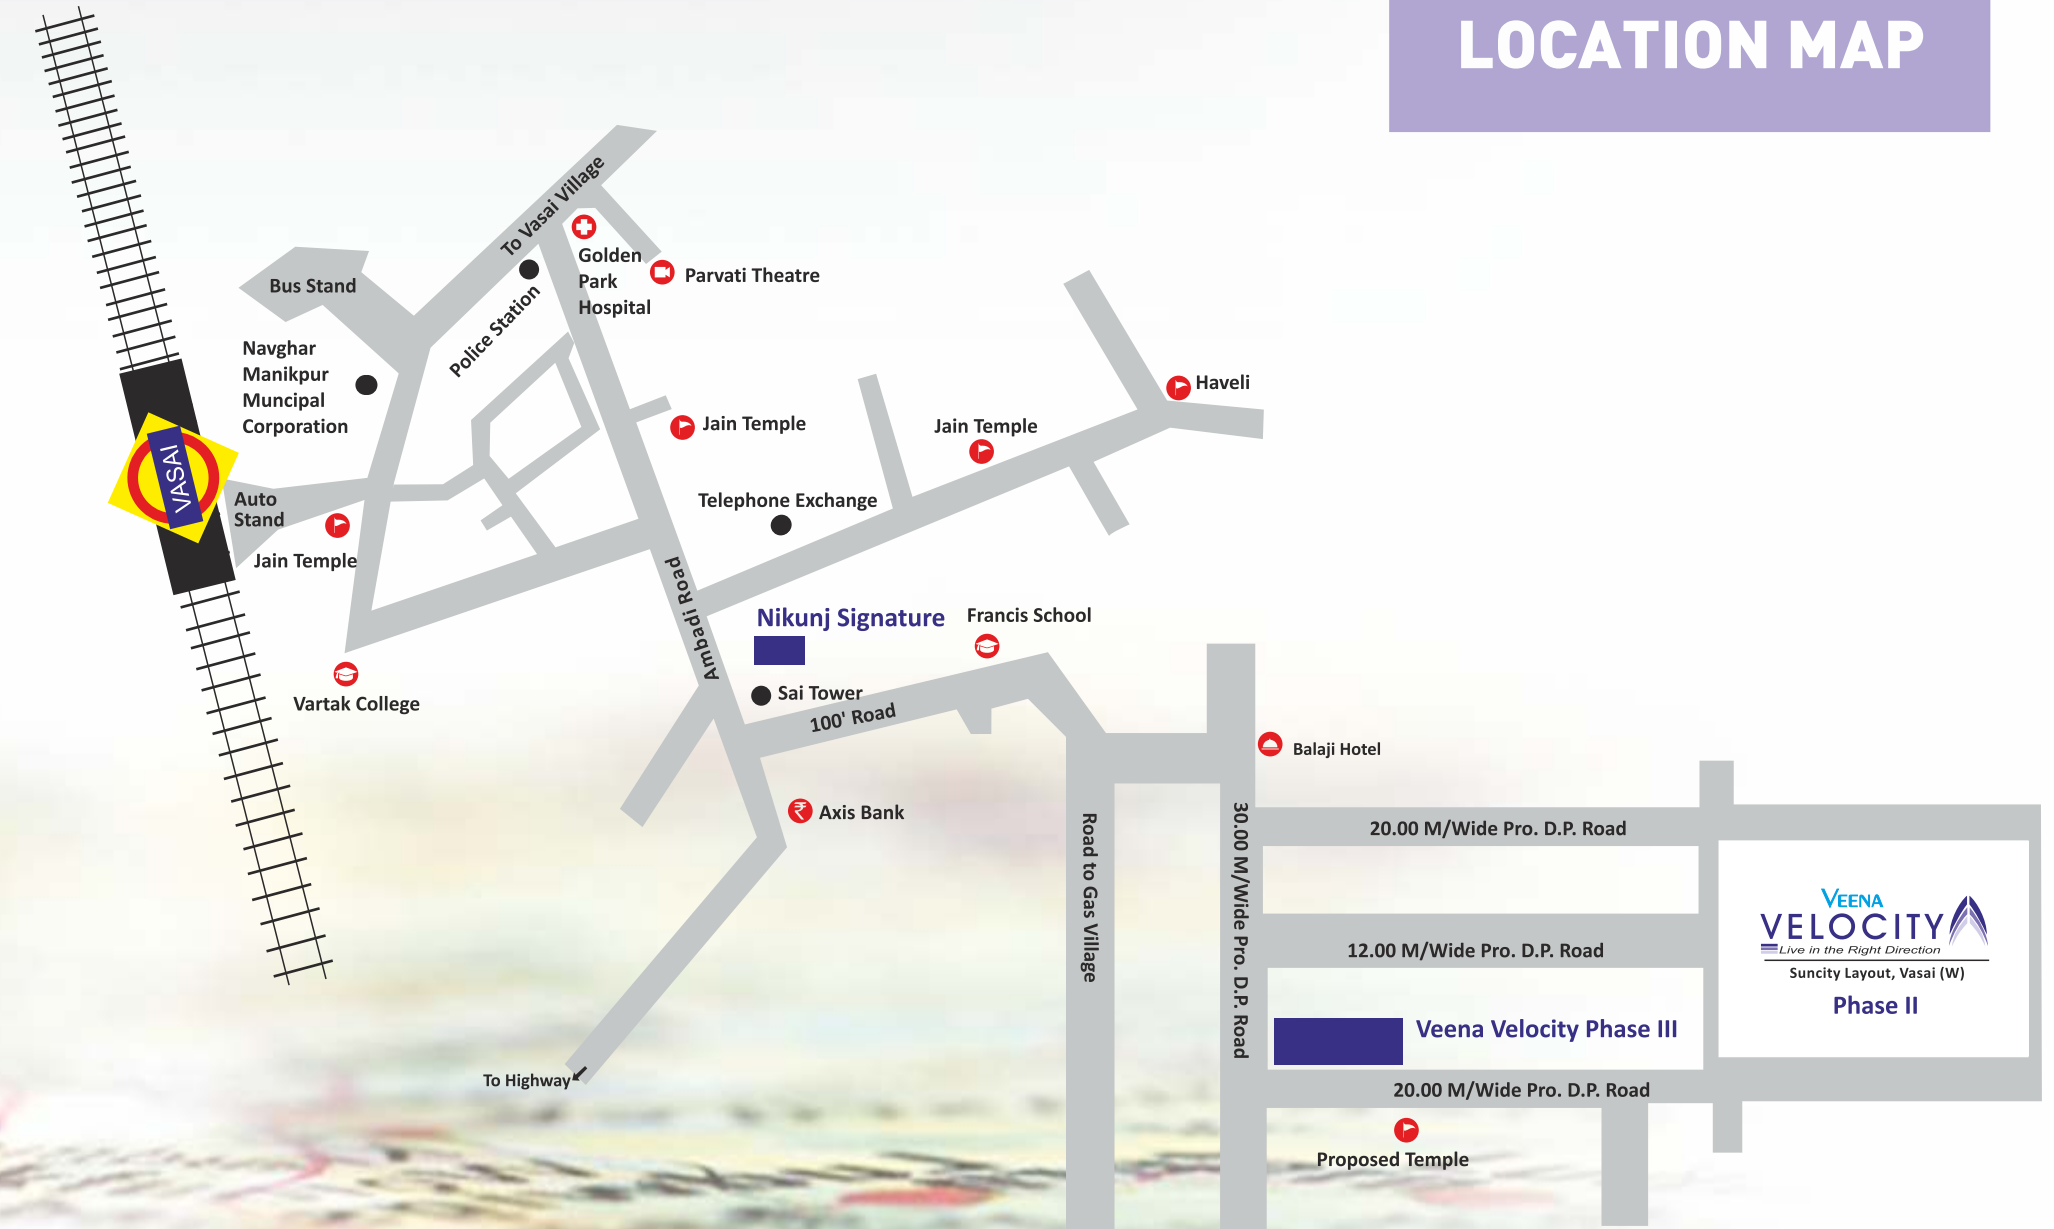 LOCATION MAP
To Vasai Village
Bus Stand
Golden
Park
Hospital
Parvati Theatre
Police Station
Navghar
Manikpur
Muncipal
Corporation
Haveli
Jain Temple
Jain Temple
VASAI
Auto
Stand
Telephone Exchange
Jain Temple
Ambadi Road
Nikunj Signature
Francis School
Vartak College
Sai Tower
100' Road
Balaji Hotel
Axis Bank
Road to Gas Village
30.00 M/Wide Pro. D.P. Road
20.00 M/Wide Pro. D.P. Road
VEENA
VELOCITY
Live in the Right Direction
Suncity Layout, Vasai (W)
Phase II
12.00 M/Wide Pro. D.P. Road
Veena Velocity Phase III
To Highway
20.00 M/Wide Pro. D.P. Road
Proposed Temple